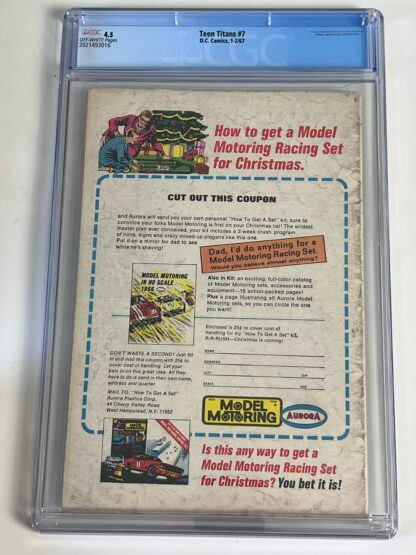 CGC 4.5
OFF-WHITE Pages
2021493016
Teen Titans #7
D.C. Comics, 1-2/67
How to get a Model
Motoring Racing Set
for Christmas.
CUT OUT THIS COUPON
and Aurora will send you your own personal "How To Get A Set" kit, sure to
convince your folks Model Motoring is first on your Christmas list! The wildest
master plan ever conceived, your kit includes a 2-week crash program
of hints, signs and crazy mixed-up slogans like this one.
Put it on a mirror for dad to see
while he's shaving!
Dad, I'd do anything for a
Model Motoring Racing Set.
Would you believe almost anything?
MODEL MOTORING
IN HO SCALE
1966
Also in kit: an exciting, full-color catalog
of Model Motoring sets, accessories and
equipment—16 action-packed pages!
Plus a page illustrating all Aurora Model
Motoring sets, so you can circle the one
you want!
Enclosed is 25¢ to cover cost of
handling for my "How To Get A Set" kit.
R-R-RUSH—Christmas is coming!
NAME
ADDRESS
CITY ZIP
STATE AGE
DON'T WASTE A SECOND! Just fill
in and mail this coupon with 25¢ to
cover cost of handling. Let your
pals in on this great idea. All they
have to do is send in their own name,
address and quarter.
MAIL TO: "How To Get A Set"
Aurora Plastics Corp.,
44 Cherry Valley Road
West Hempstead, N.Y. 11552
MODEL
MOTORING
AURORA
Is this any way to get a
Model Motoring Racing Set
for Christmas? You bet it is!